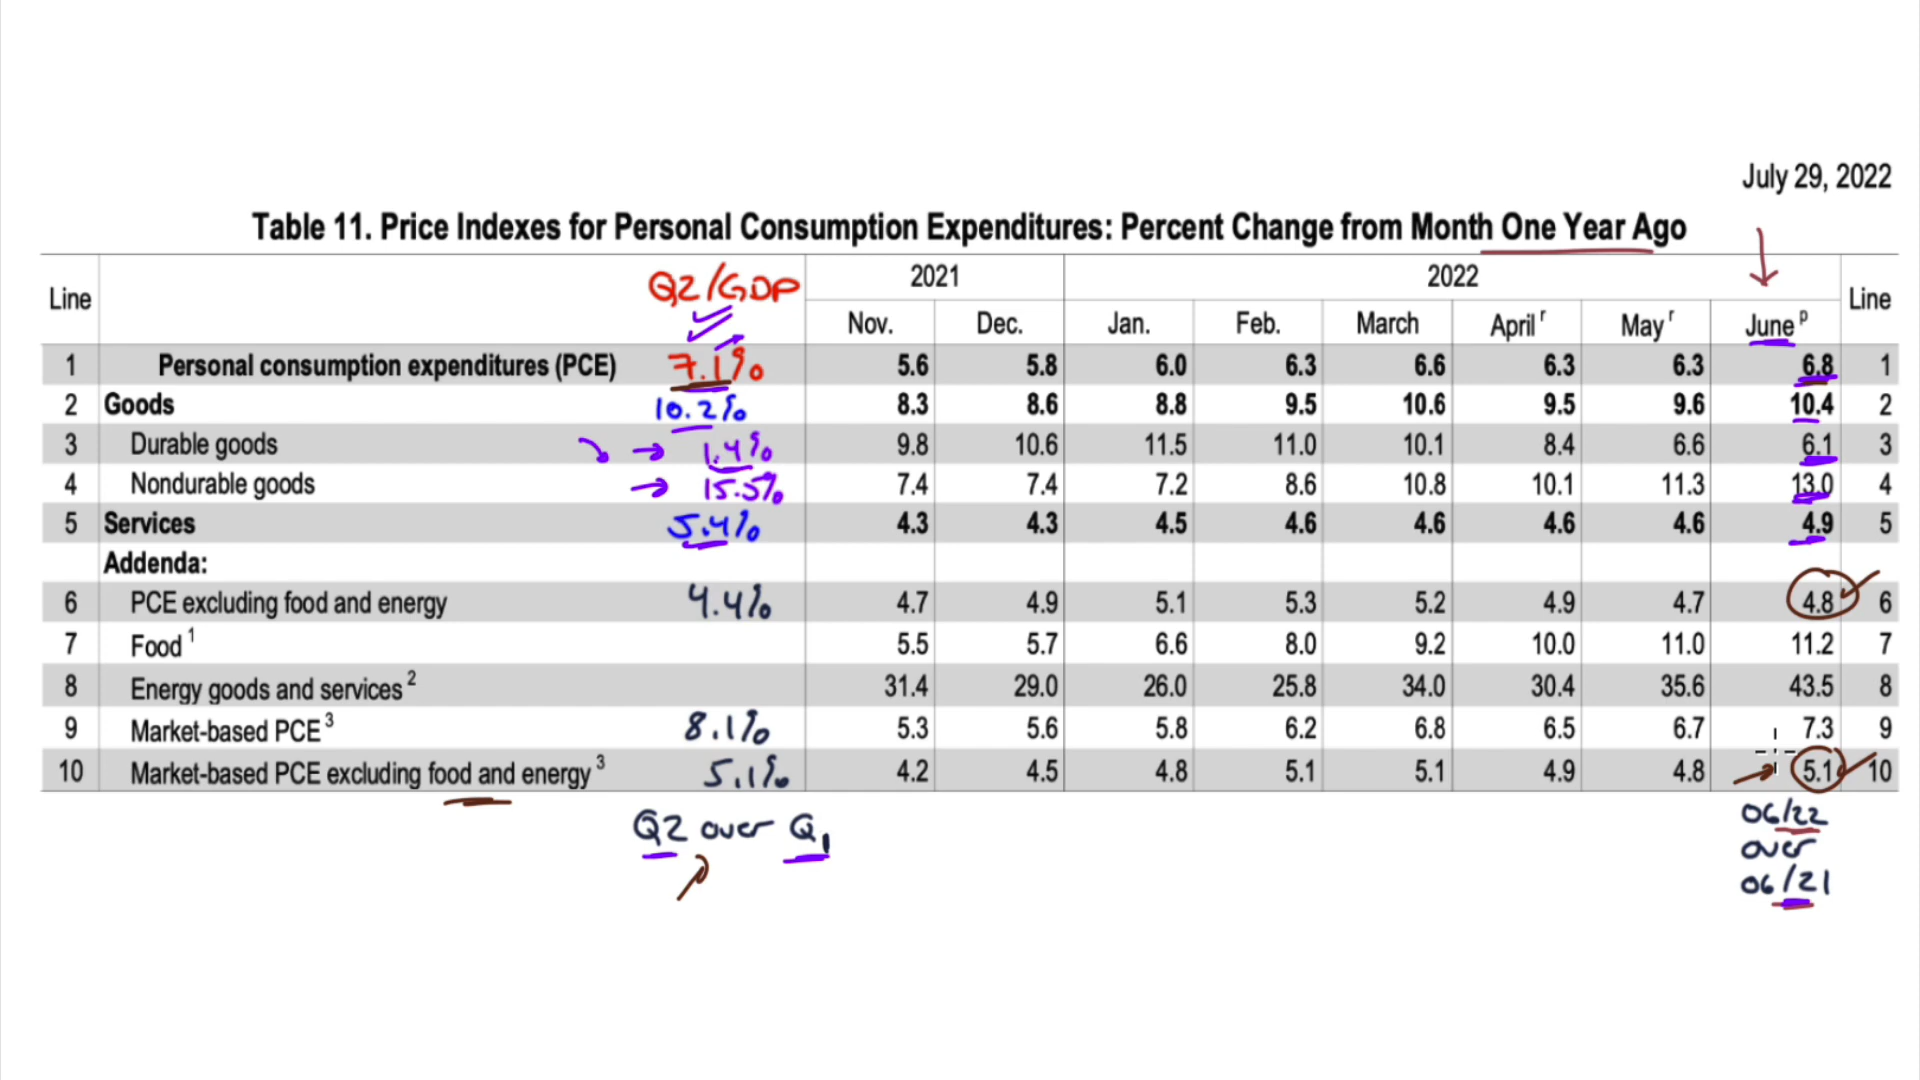 July 29, 2022
Table 11. Price Indexes for Personal Consumption Expenditures: Percent Change from Month One Year Ago
Line Q2/GDP 2021 2022 Line
Nov. Dec. Jan. Feb. March April r May r June p
1 Personal consumption expenditures (PCE) 7.1% 5.6 5.8 6.0 6.3 6.6 6.3 6.3 6.8 1
2 Goods 10.2% 8.3 8.6 8.8 9.5 10.6 9.5 9.6 10.4 2
3 Durable goods 1.4% 9.8 10.6 11.5 11.0 10.1 8.4 6.6 6.1 3
4 Nondurable goods 15.5% 7.4 7.4 7.2 8.6 10.8 10.1 11.3 13.0 4
5 Services 5.4% 4.3 4.3 4.5 4.6 4.6 4.6 4.6 4.9 5
Addenda:
6 PCE excluding food and energy 4.4% 4.7 4.9 5.1 5.3 5.2 4.9 4.7 4.8 6
7 Food 1 5.5 5.7 6.6 8.0 9.2 10.0 11.0 11.2 7
8 Energy goods and services 2 31.4 29.0 26.0 25.8 34.0 30.4 35.6 43.5 8
9 Market-based PCE 3 8.1% 5.3 5.6 5.8 6.2 6.8 6.5 6.7 7.3 9
10 Market-based PCE excluding food and energy 3 5.1% 4.2 4.5 4.8 5.1 5.1 4.9 4.8 5.1 10
Q2 over Q1
06/22
over
06/21